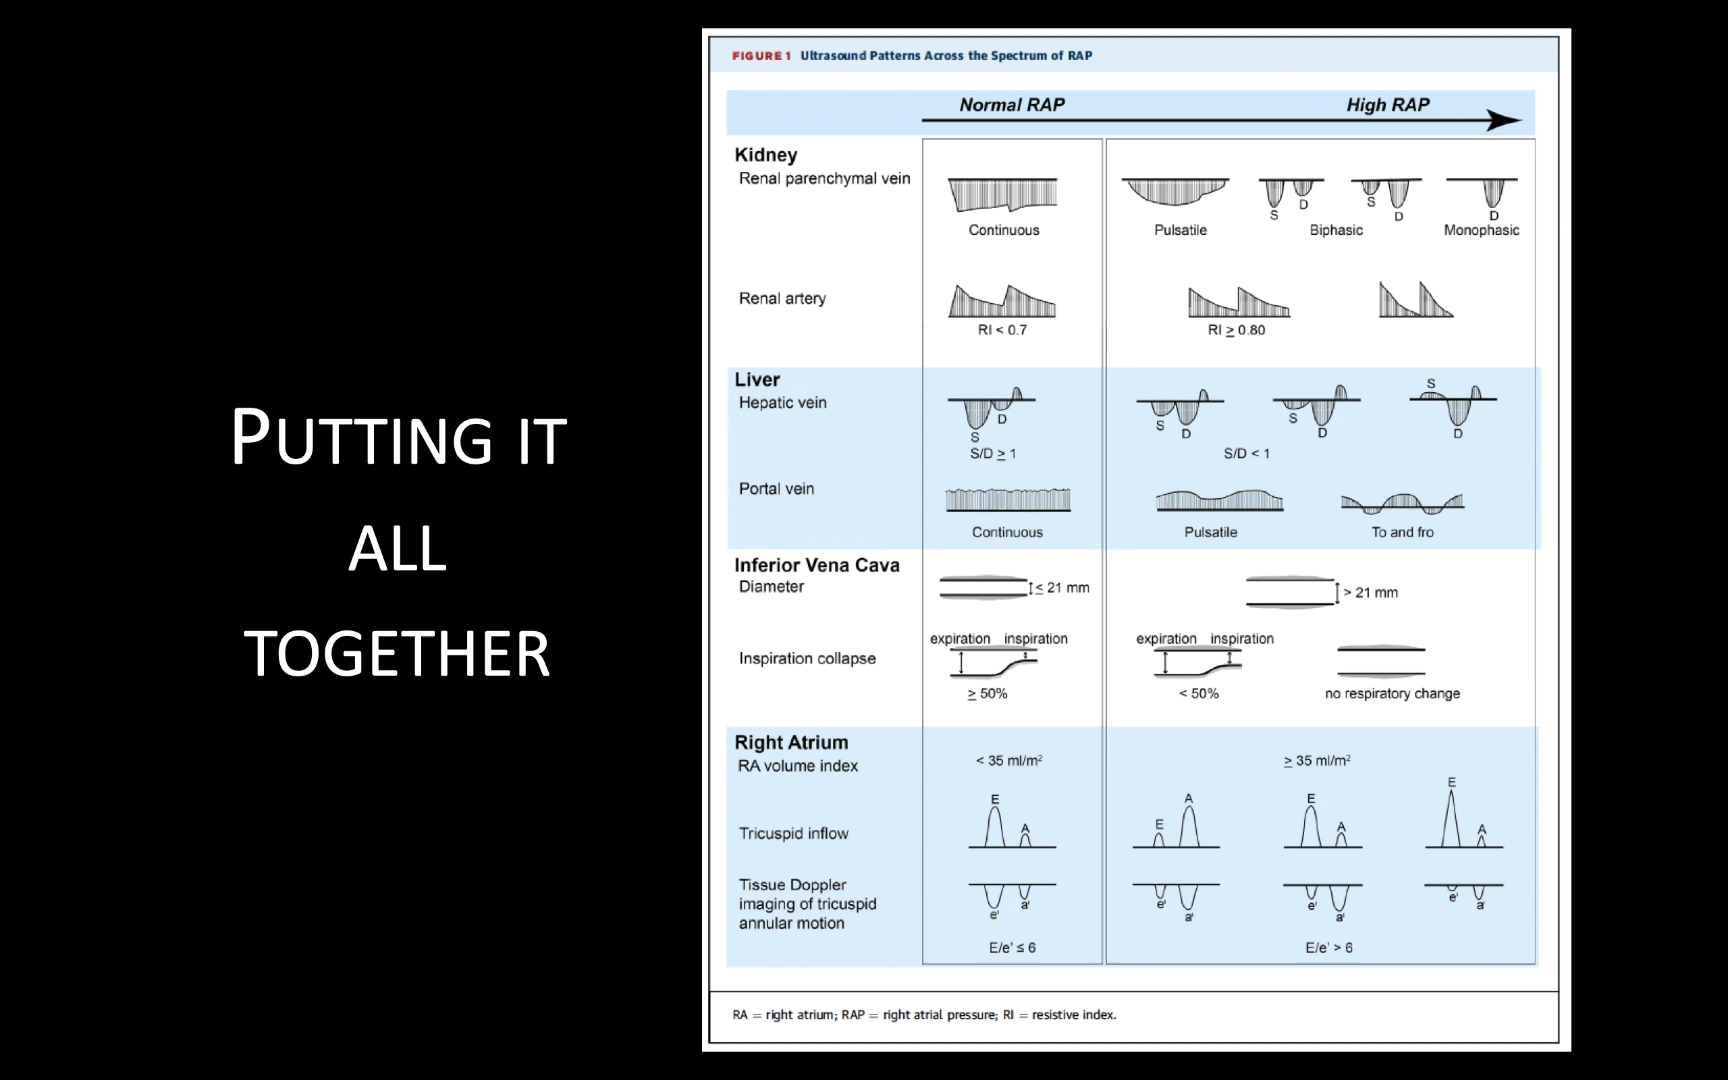 PUTTING IT
ALL
TOGETHER
FIGURE 1 Ultrasound Patterns Across the Spectrum of RAP
Normal RAP High RAP
Kidney
Renal parenchymal vein
S D S D D
Continuous Pulsatile Biphasic Monophasic
Renal artery
RI < 0.7 RI ≥ 0.80
Liver
Hepatic vein
S D S D S D S D
S/D ≥ 1 S/D < 1
Portal vein
Continuous Pulsatile To and fro
Inferior Vena Cava
Diameter ≤ 21 mm > 21 mm
expiration inspiration expiration inspiration
Inspiration collapse
≥ 50% < 50% no respiratory change
Right Atrium
RA volume index < 35 ml/m² ≥ 35 ml/m²
E A E A E A E A
Tricuspid inflow
Tissue Doppler
imaging of tricuspid
annular motion
e' a' e' a' e' a' e' a'
E/e' ≤ 6 E/e' > 6
RA = right atrium; RAP = right atrial pressure; RI = resistive index.